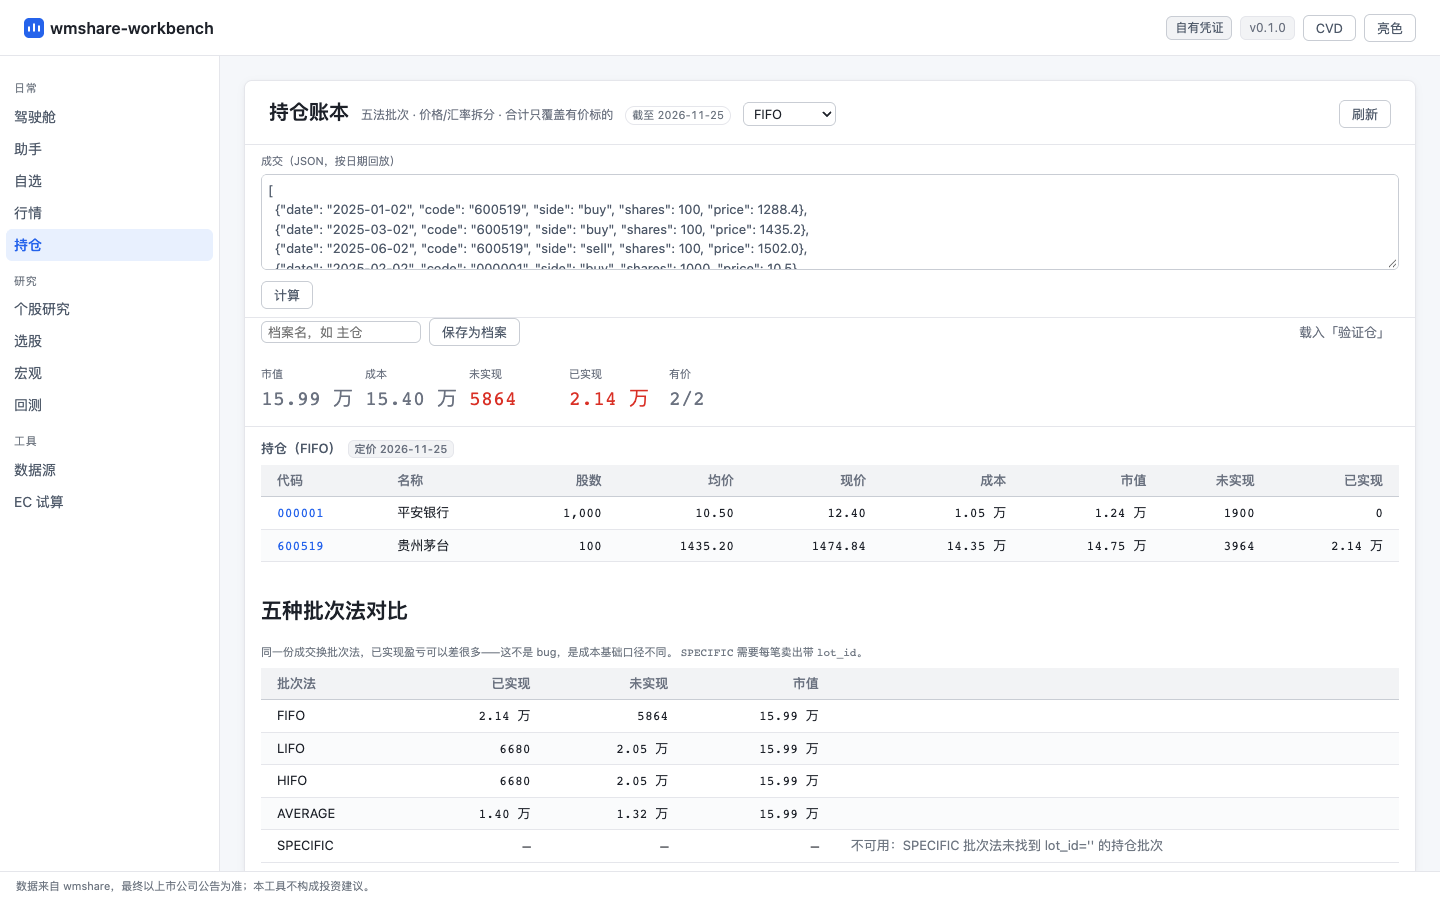 wmshare-workbench
自有凭证
v0.1.0
CVD
亮色
日常
驾驶舱
助手
自选
行情
持仓
研究
个股研究
选股
宏观
回测
工具
数据源
EC 试算
持仓账本 五法批次 · 价格/汇率拆分 · 合计只覆盖有价标的 截至 2026-11-25 FIFO 刷新
成交（JSON，按日期回放）
[
{"date": "2025-01-02", "code": "600519", "side": "buy", "shares": 100, "price": 1288.4},
{"date": "2025-03-02", "code": "600519", "side": "buy", "shares": 100, "price": 1435.2},
{"date": "2025-06-02", "code": "600519", "side": "sell", "shares": 100, "price": 1502.0},
{"date": "2025-02-02", "code": "000001", "side": "buy", "shares": 1000, "price": 10.5}
计算
档案名，如 主仓 保存为档案 载入「验证仓」
市值 成本 未实现 已实现 有价
15.99 万 15.40 万 5864 2.14 万 2/2
持仓（FIFO） 定价 2026-11-25
代码 名称 股数 均价 现价 成本 市值 未实现 已实现
000001 平安银行 1,000 10.50 12.40 1.05 万 1.24 万 1900 0
600519 贵州茅台 100 1435.20 1474.84 14.35 万 14.75 万 3964 2.14 万
五种批次法对比
同一份成交换批次法，已实现盈亏可以差很多——这不是 bug，是成本基础口径不同。 SPECIFIC 需要每笔卖出带 lot_id。
批次法 已实现 未实现 市值
FIFO 2.14 万 5864 15.99 万
LIFO 6680 2.05 万 15.99 万
HIFO 6680 2.05 万 15.99 万
AVERAGE 1.40 万 1.32 万 15.99 万
SPECIFIC — — — 不可用：SPECIFIC 批次法未找到 lot_id='' 的持仓批次
数据来自 wmshare，最终以上市公司公告为准；本工具不构成投资建议。